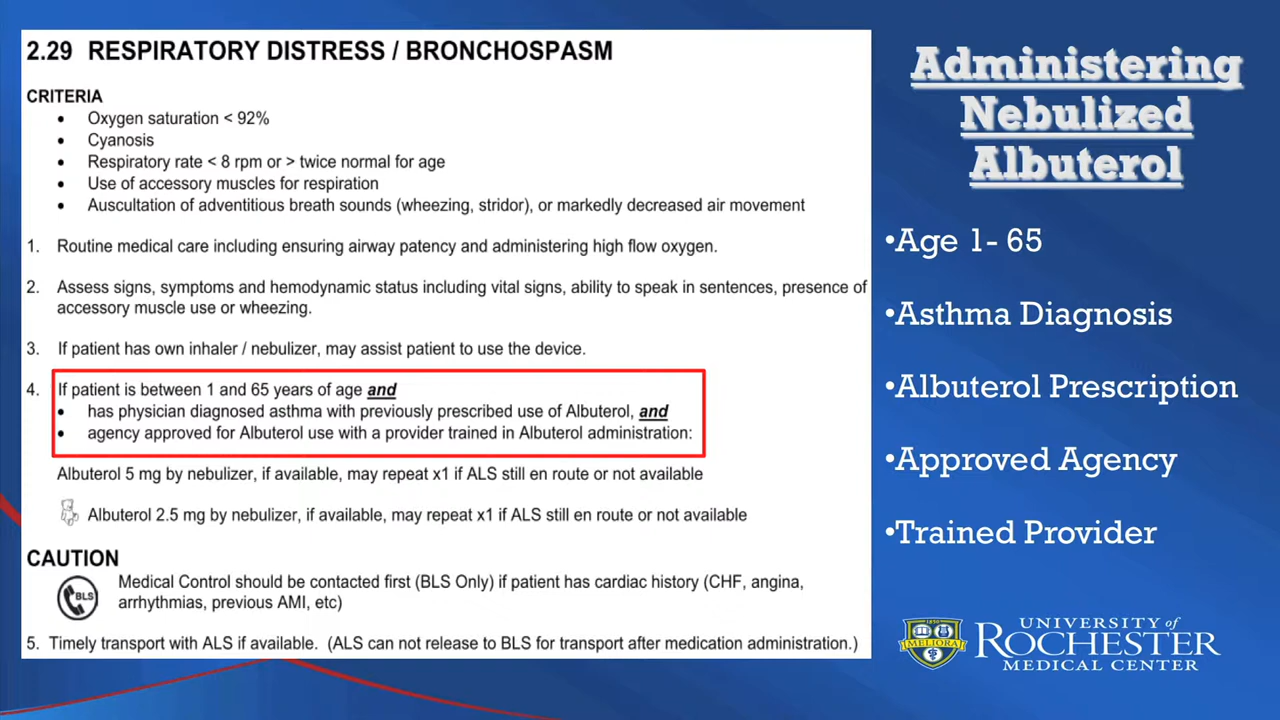 2.29 RESPIRATORY DISTRESS / BRONCHOSPASM
CRITERIA
• Oxygen saturation < 92%
• Cyanosis
• Respiratory rate < 8 rpm or > twice normal for age
• Use of accessory muscles for respiration
• Auscultation of adventitious breath sounds (wheezing, stridor), or markedly decreased air movement
1. Routine medical care including ensuring airway patency and administering high flow oxygen.
2. Assess signs, symptoms and hemodynamic status including vital signs, ability to speak in sentences, presence of
accessory muscle use or wheezing.
3. If patient has own inhaler / nebulizer, may assist patient to use the device.
4. If patient is between 1 and 65 years of age and
• has physician diagnosed asthma with previously prescribed use of Albuterol, and
• agency approved for Albuterol use with a provider trained in Albuterol administration:
Albuterol 5 mg by nebulizer, if available, may repeat x1 if ALS still en route or not available
Albuterol 2.5 mg by nebulizer, if available, may repeat x1 if ALS still en route or not available
CAUTION
BLS
Medical Control should be contacted first (BLS Only) if patient has cardiac history (CHF, angina,
arrhythmias, previous AMI, etc)
5. Timely transport with ALS if available. (ALS can not release to BLS for transport after medication administration.)
Administering
Nebulized
Albuterol
•Age 1- 65
•Asthma Diagnosis
•Albuterol Prescription
•Approved Agency
•Trained Provider
1850
MELIORA
UNIVERSITY of
ROCHESTER
MEDICAL CENTER